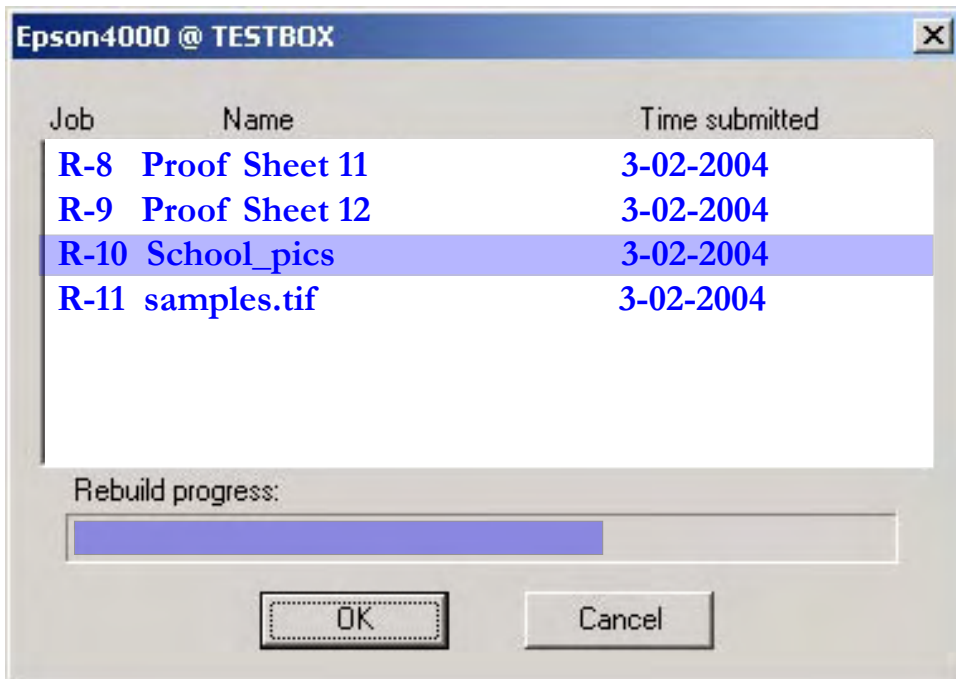 Epson4000 @ TESTBOX
Job Name Time submitted
R-8 Proof Sheet 11 3-02-2004
R-9 Proof Sheet 12 3-02-2004
R-10 School_pics 3-02-2004
R-11 samples.tif 3-02-2004
Rebuild progress:
OK Cancel